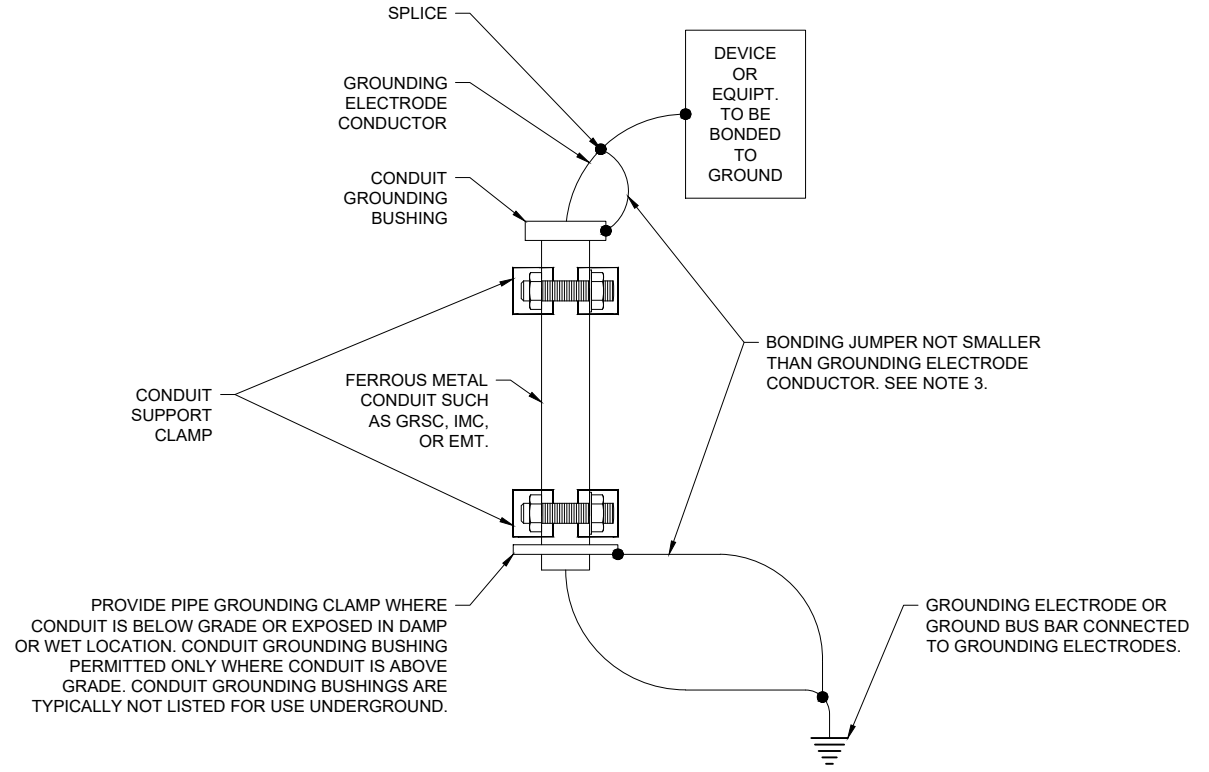 SPLICE
GROUNDING
ELECTRODE
CONDUCTOR
DEVICE
OR
EQUIPT.
TO BE
BONDED
TO
GROUND
CONDUIT
GROUNDING
BUSHING
BONDING JUMPER NOT SMALLER
THAN GROUNDING ELECTRODE
CONDUCTOR. SEE NOTE 3.
FERROUS METAL
CONDUIT SUCH
AS GRSC, IMC,
OR EMT.
CONDUIT
SUPPORT
CLAMP
PROVIDE PIPE GROUNDING CLAMP WHERE
CONDUIT IS BELOW GRADE OR EXPOSED IN DAMP
OR WET LOCATION. CONDUIT GROUNDING BUSHING
PERMITTED ONLY WHERE CONDUIT IS ABOVE
GRADE. CONDUIT GROUNDING BUSHINGS ARE
TYPICALLY NOT LISTED FOR USE UNDERGROUND.
GROUNDING ELECTRODE OR
GROUND BUS BAR CONNECTED
TO GROUNDING ELECTRODES.